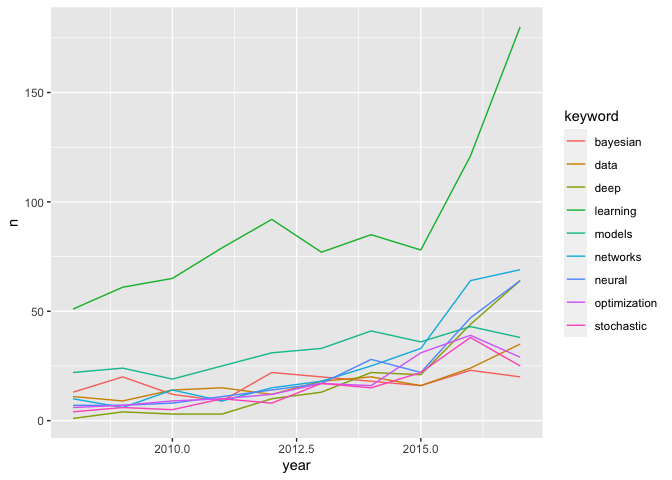 150
100
50
0
n
2010.0
2012.5
2015.0
year
keyword
bayesian
data
deep
learning
models
networks
neural
optimization
stochastic